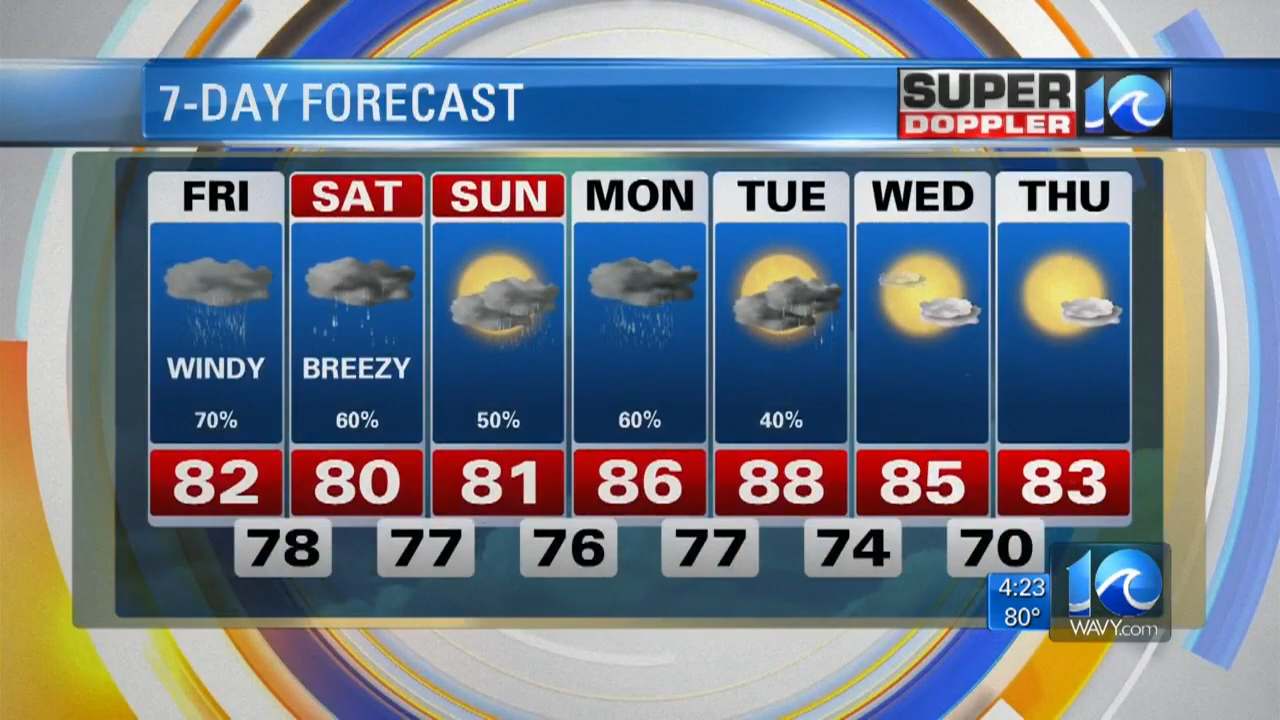 7-DAY FORECAST
SUPER
DOPPLER
10
FRI SAT SUN MON TUE WED THU
WINDY BREEZY
70% 60% 50% 60% 40%
82 80 81 86 88 85 83
78 77 76 77 74 70
4:23
80°
10
WAVY.com